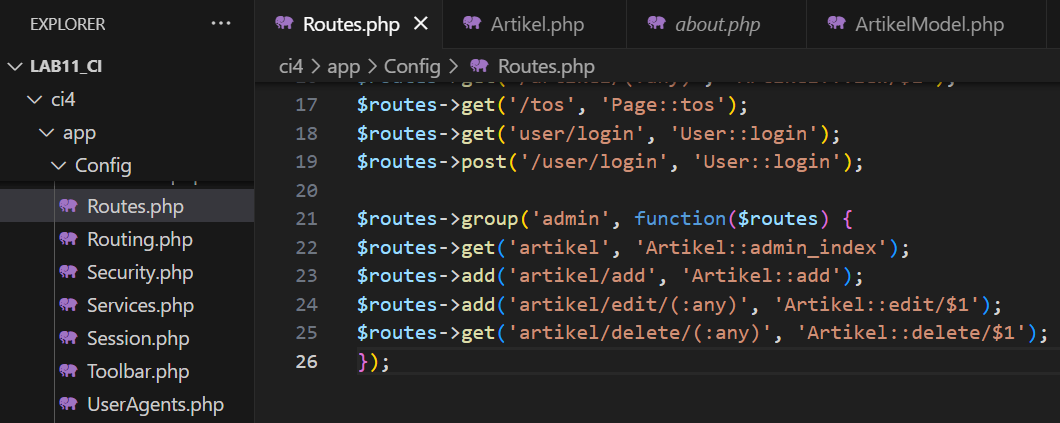 EXPLORER ...
LAB11_CI
ci4
app
Config
Routes.php
Routing.php
Security.php
Services.php
Session.php
Toolbar.php
UserAgents.php
Routes.php × Artikel.php about.php ArtikelModel.php
ci4 > app > Config > Routes.php
17 $routes->get('/tos', 'Page::tos');
18 $routes->get('user/login', 'User::login');
19 $routes->post('/user/login', 'User::login');
20
21 $routes->group('admin', function($routes) {
22 $routes->get('artikel', 'Artikel::admin_index');
23 $routes->add('artikel/add', 'Artikel::add');
24 $routes->add('artikel/edit/(:any)', 'Artikel::edit/$1');
25 $routes->get('artikel/delete/(:any)', 'Artikel::delete/$1');
26 });